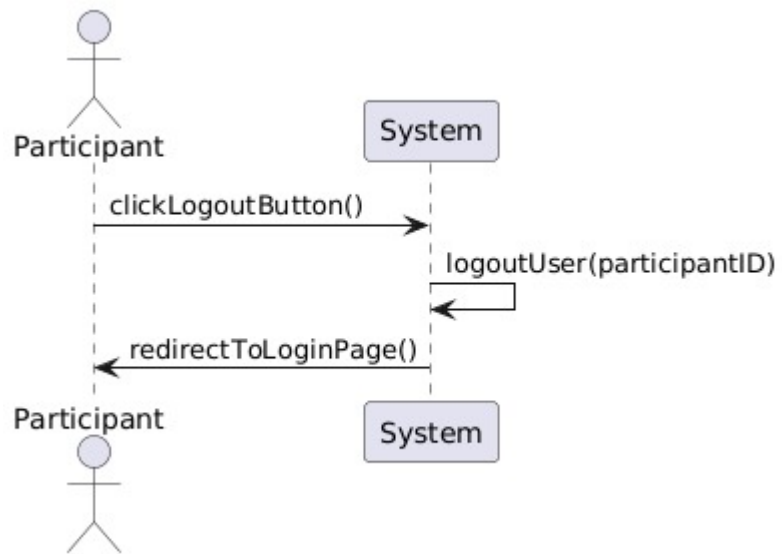 Participant
System
clickLogoutButton()
logoutUser(participantID)
redirectToLoginPage()
Participant
System